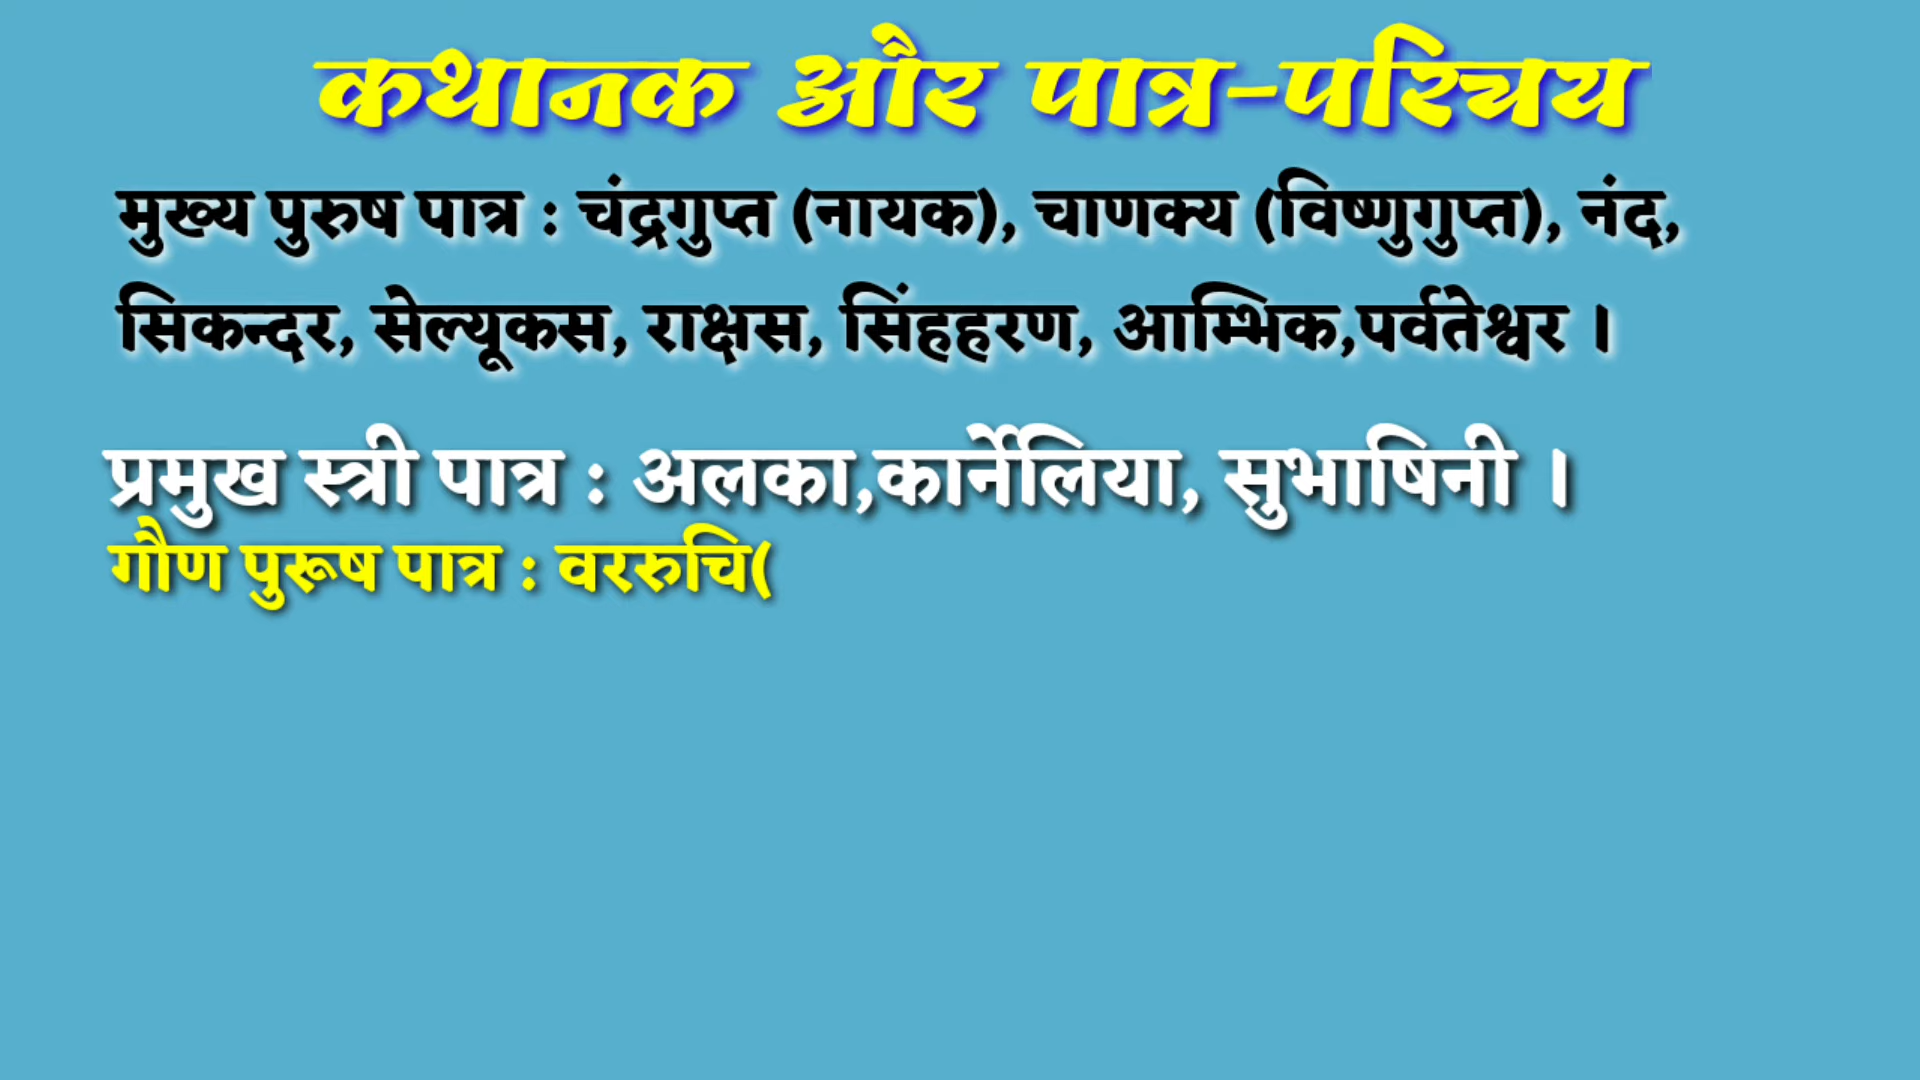 कथानक और पात्र-परिचय
मुख्य पुरुष पात्र : चंद्रगुप्त (नायक), चाणक्य (विष्णुगुप्त), नंद,
सिकन्दर, सेल्यूकस, राक्षस, सिंहहरण, आम्भिक,पर्वतेश्वर ।
प्रमुख स्त्री पात्र : अलका,कार्नेलिया, सुभाषिनी ।
गौण पुरूष पात्र : वररुचि(